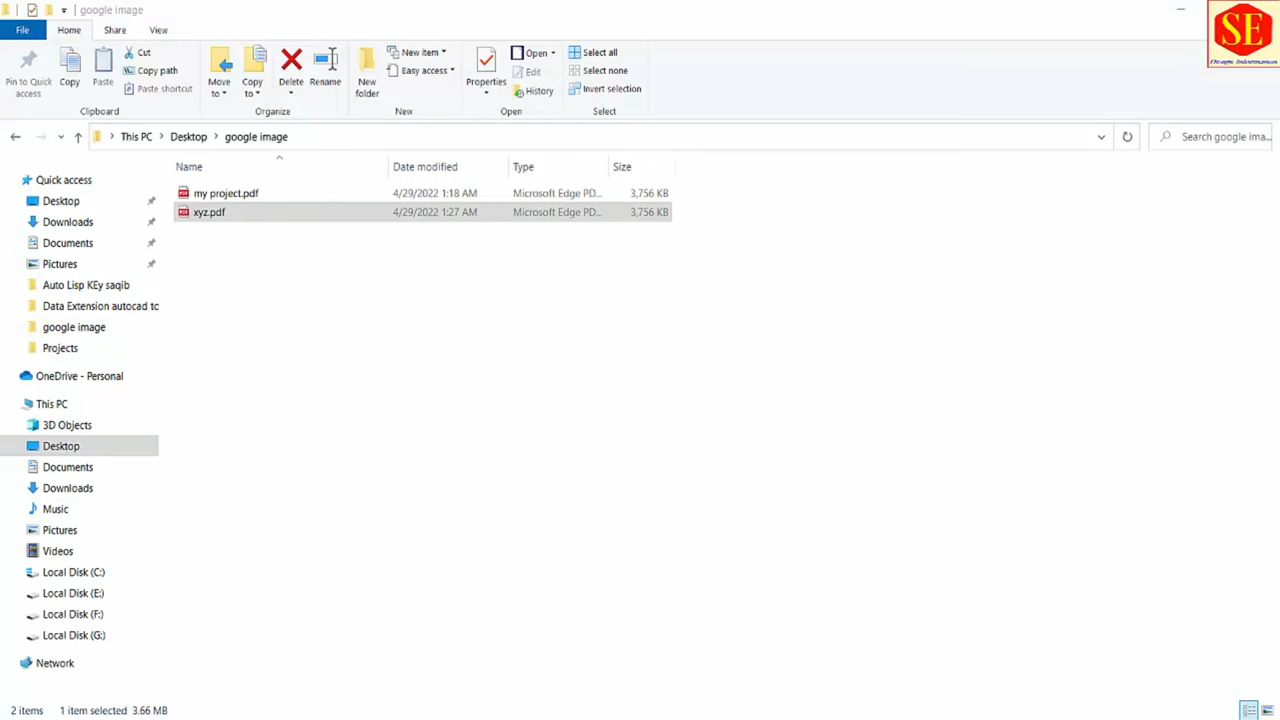 google image
File Home Share View
Pin to Quick access
Copy
Paste
Cut
Copy path
Paste shortcut
Clipboard
Move to
Copy to
Delete
Rename
Organize
New folder
New item
Easy access
New
Properties
Open
Edit
History
Open
Select all
Select none
Invert selection
Select
SE
This PC > Desktop > google image
Search google ima...
Name Date modified Type Size
my project.pdf 4/29/2022 1:18 AM Microsoft Edge PD... 3,756 KB
xyz.pdf 4/29/2022 1:27 AM Microsoft Edge PD... 3,756 KB
Quick access
Desktop
Downloads
Documents
Pictures
Auto Lisp KEy saqib
Data Extension autocad tc
google image
Projects
OneDrive - Personal
This PC
3D Objects
Desktop
Documents
Downloads
Music
Pictures
Videos
Local Disk (C:)
Local Disk (E:)
Local Disk (F:)
Local Disk (G:)
Network
2 items 1 item selected 3.66 MB